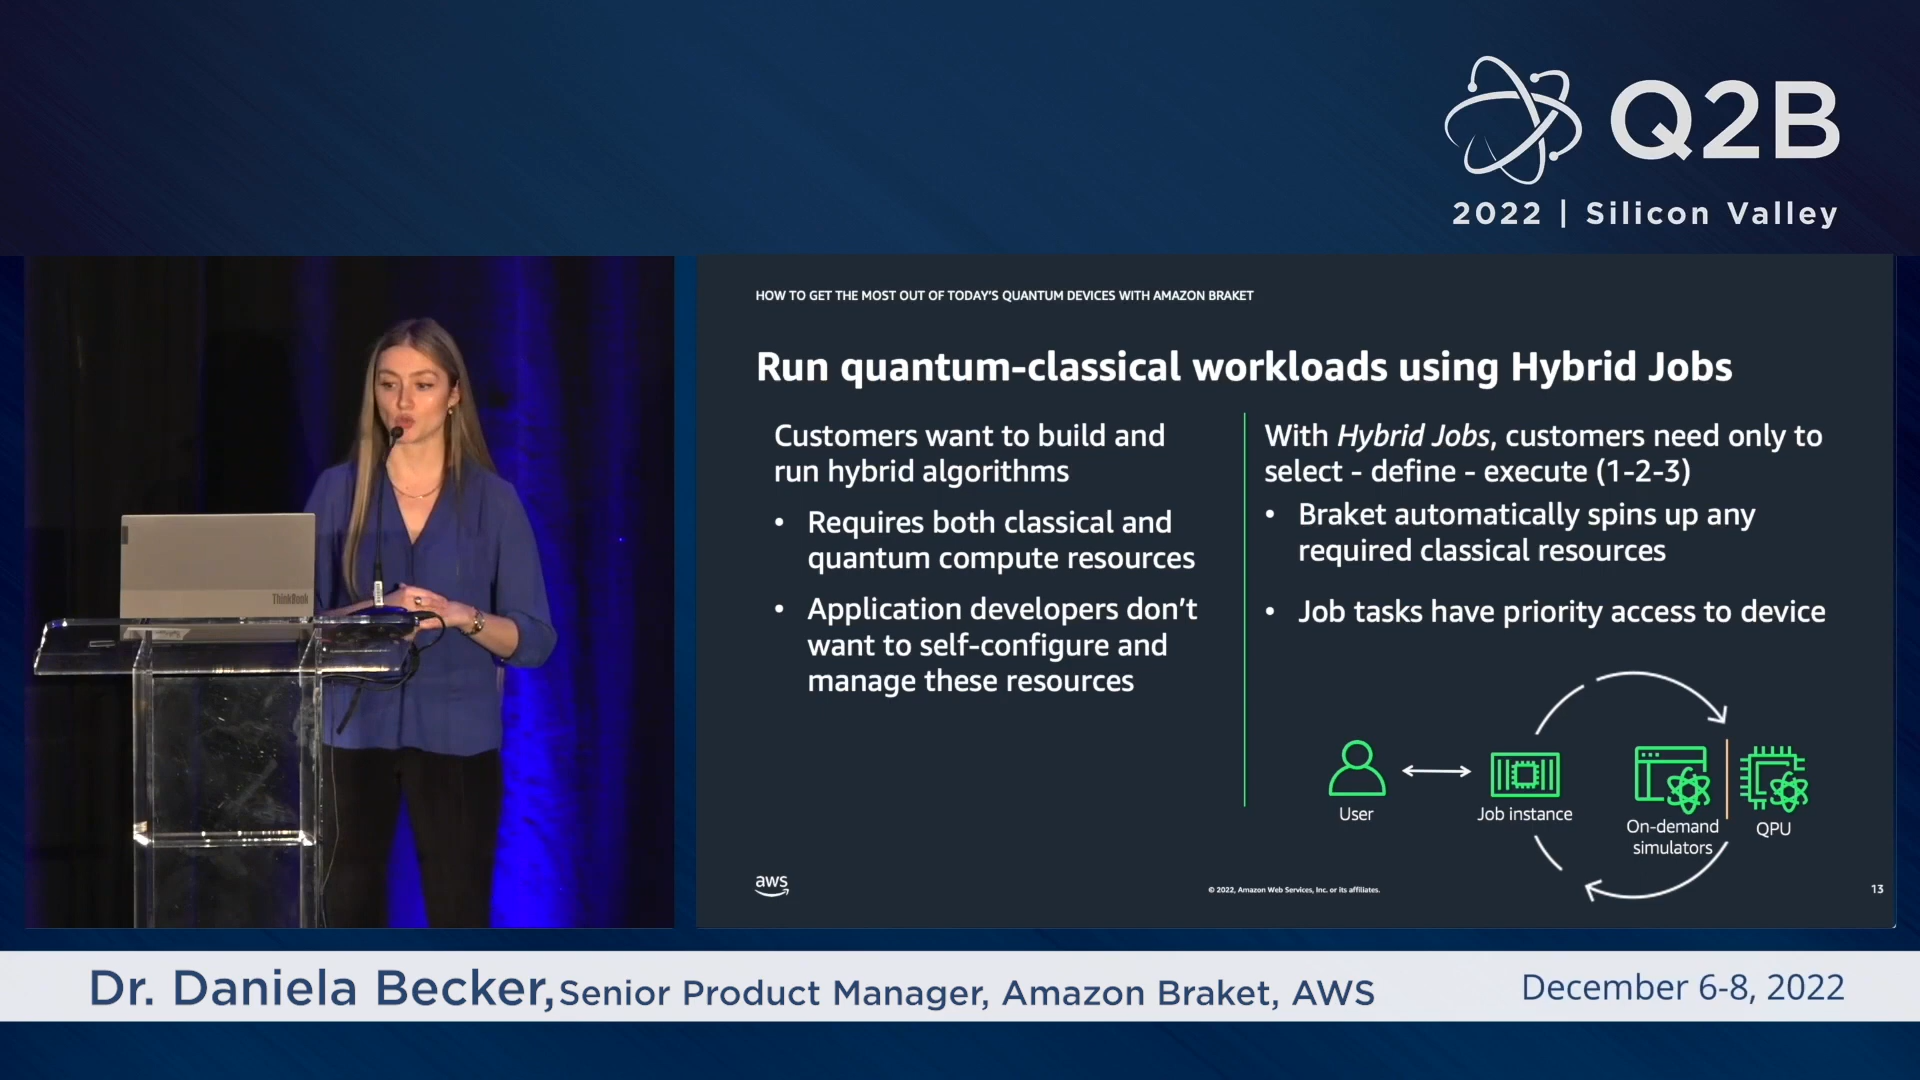 Q2B
2022 | Silicon Valley
HOW TO GET THE MOST OUT OF TODAY'S QUANTUM DEVICES WITH AMAZON BRAKET
Run quantum-classical workloads using Hybrid Jobs
Customers want to build and
run hybrid algorithms
• Requires both classical and
quantum compute resources
• Application developers don't
want to self-configure and
manage these resources
With Hybrid Jobs, customers need only to
select - define - execute (1-2-3)
• Braket automatically spins up any
required classical resources
• Job tasks have priority access to device
User
Job instance
On-demand
simulators
QPU
aws
© 2022, Amazon Web Services, Inc. or its affiliates.
13
ThinkBook
Dr. Daniela Becker, Senior Product Manager, Amazon Braket, AWS
December 6-8, 2022